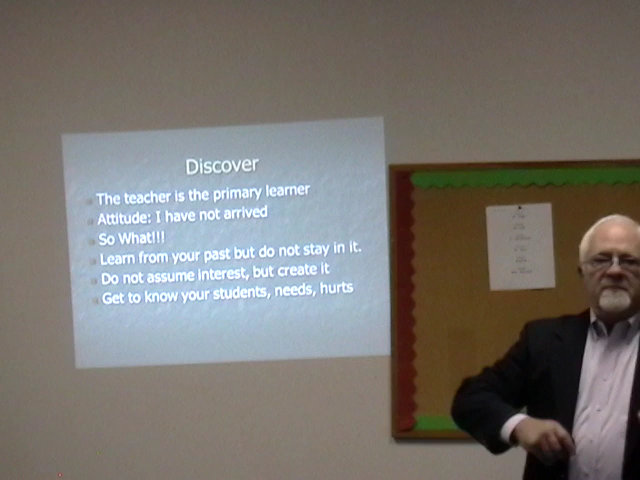 Discover
The teacher is the primary learner
Attitude: I have not arrived
So What!!!
Learn from your past but do not stay in it.
Do not assume interest, but create it
Get to know your students, needs, hurts